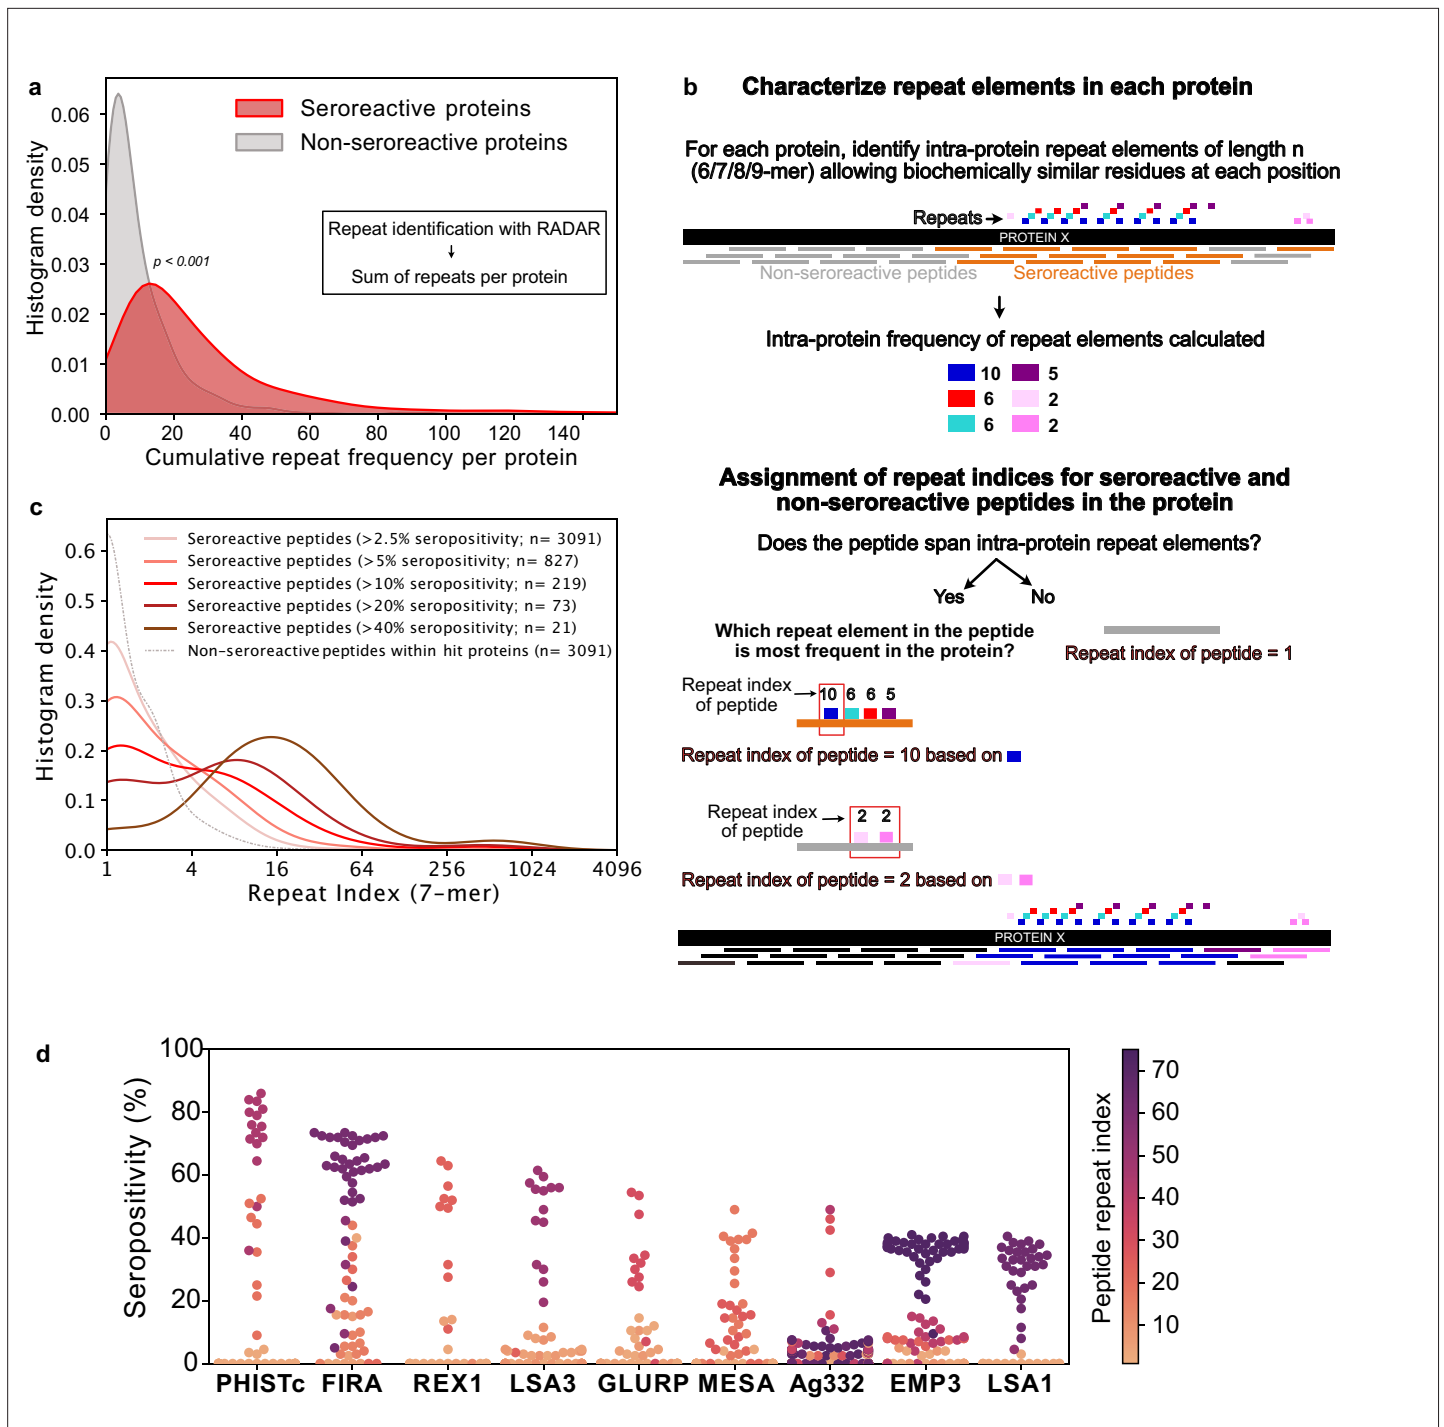 a
0.06
0.05
0.04
0.03
0.02
0.01
0.00
Histogram density
Seroreactive proteins
Non-seroreactive proteins
p < 0.001
Repeat identification with RADAR
Sum of repeats per protein
0 20 40 60 80 100 120 140
Cumulative repeat frequency per protein
b Characterize repeat elements in each protein
For each protein, identify intra-protein repeat elements of length n
(6/7/8/9-mer) allowing biochemically similar residues at each position
Repeats
PROTEIN X
Non-seroreactive peptides Seroreactive peptides
Intra-protein frequency of repeat elements calculated
10 5
6 2
6 2
Assignment of repeat indices for seroreactive and
non-seroreactive peptides in the protein
Does the peptide span intra-protein repeat elements?
Yes No
Which repeat element in the peptide
is most frequent in the protein?
Repeat index of peptide = 1
Repeat index
of peptide
10 6 6 5
Repeat index of peptide = 10 based on
Repeat index
of peptide
2 2
Repeat index of peptide = 2 based on
PROTEIN X
c
0.6
0.5
0.4
0.3
0.2
0.1
0.0
Histogram density
Seroreactive peptides (>2.5% seropositivity; n= 3091)
Seroreactive peptides (>5% seropositivity; n= 827)
Seroreactive peptides (>10% seropositivity; n= 219)
Seroreactive peptides (>20% seropositivity; n= 73)
Seroreactive peptides (>40% seropositivity; n= 21)
Non-seroreactive peptides within hit proteins (n= 3091)
1 4 16 64 256 1024 4096
Repeat Index (7-mer)
d
100
80
60
40
20
0
Seropositivity (%)
PHISTc FIRA REX1 LSA3 GLURP MESA Ag332 EMP3 LSA1
Peptide repeat index
70
60
50
40
30
20
10